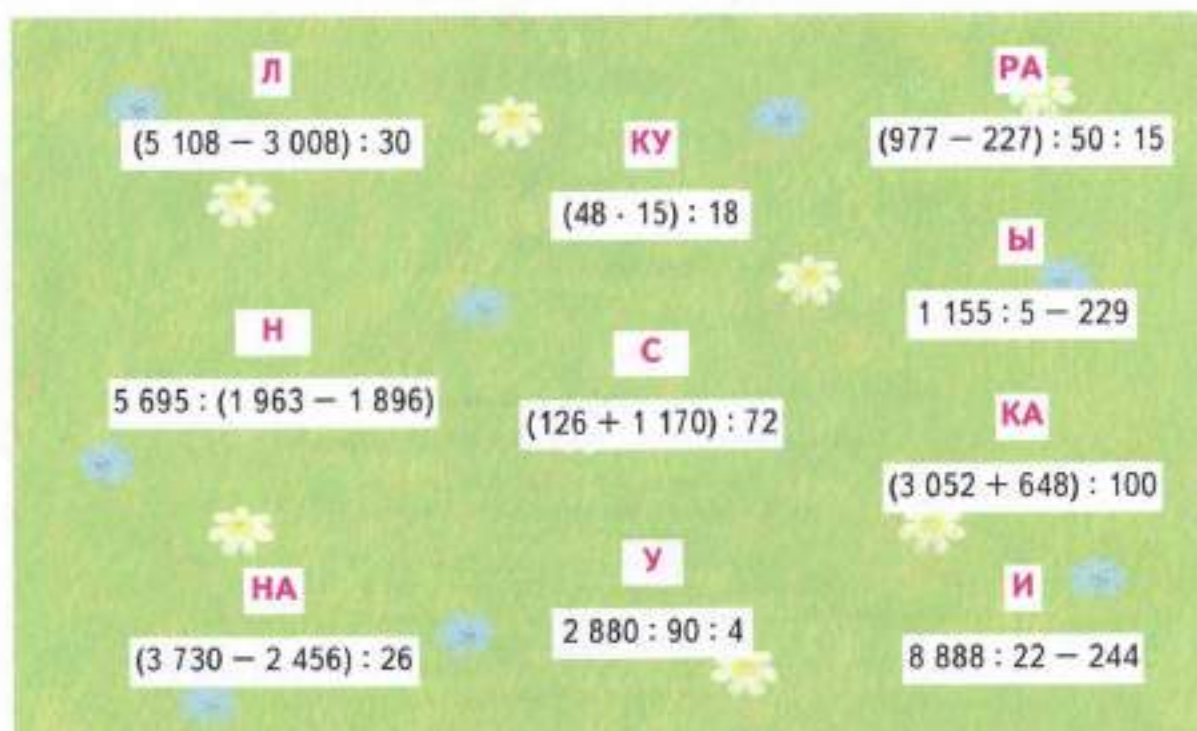 Л
(5 108 − 3 008) : 30
КУ
(48 · 15) : 18
РА
(977 − 227) : 50 : 15
Ы
1 155 : 5 − 229
Н
5 695 : (1 963 − 1 896)
С
(126 + 1 170) : 72
КА
(3 052 + 648) : 100
НА
(3 730 − 2 456) : 26
У
2 880 : 90 : 4
И
8 888 : 22 − 244